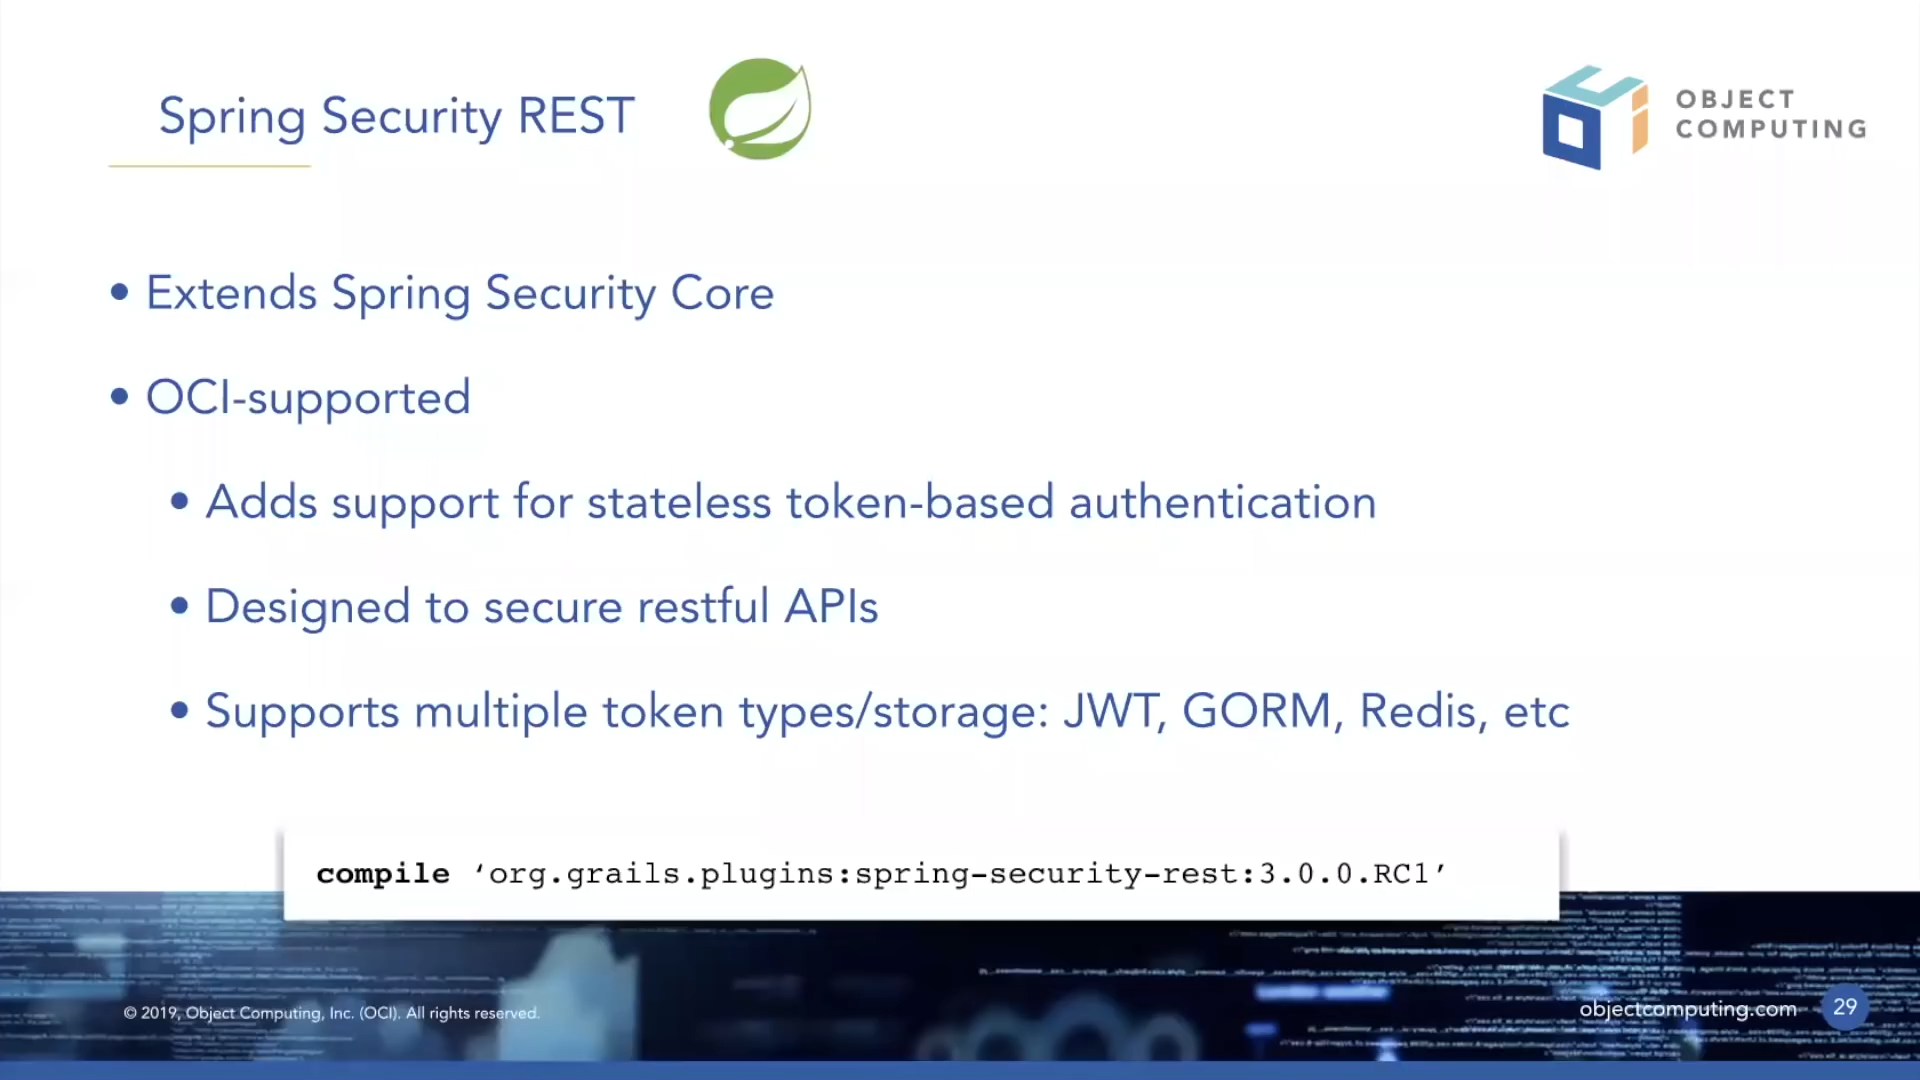 Spring Security REST
OBJECT
COMPUTING
• Extends Spring Security Core
• OCI-supported
• Adds support for stateless token-based authentication
• Designed to secure restful APIs
• Supports multiple token types/storage: JWT, GORM, Redis, etc
compile ‘org.grails.plugins:spring-security-rest:3.0.0.RC1’
© 2019, Object Computing, Inc. (OCI). All rights reserved.
objectcomputing.com
29